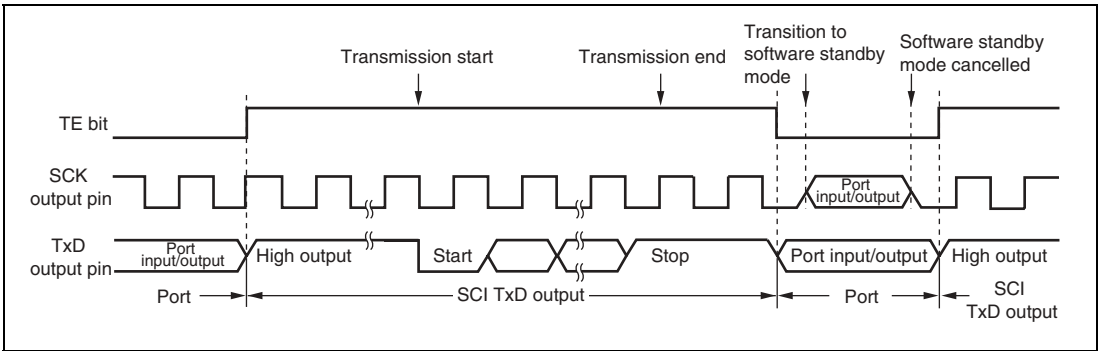 Transition to
software standby
mode
Software standby
mode cancelled
Transmission start
Transmission end
TE bit
SCK
output pin
Port
input/output
TxD
output pin
Port
input/output
High output
Start
Stop
Port input/output
High output
Port
SCI TxD output
Port
SCI
TxD output